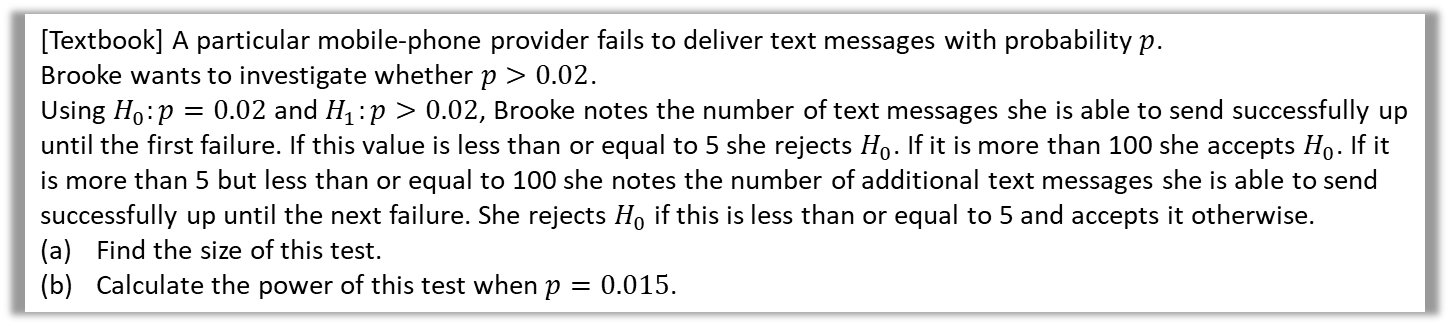 [Textbook] A particular mobile-phone provider fails to deliver text messages with probability p.
Brooke wants to investigate whether p > 0.02.
Using H₀: p = 0.02 and H₁: p > 0.02, Brooke notes the number of text messages she is able to send successfully up
until the first failure. If this value is less than or equal to 5 she rejects H₀. If it is more than 100 she accepts H₀. If it
is more than 5 but less than or equal to 100 she notes the number of additional text messages she is able to send
successfully up until the next failure. She rejects H₀ if this is less than or equal to 5 and accepts it otherwise.
(a) Find the size of this test.
(b) Calculate the power of this test when p = 0.015.